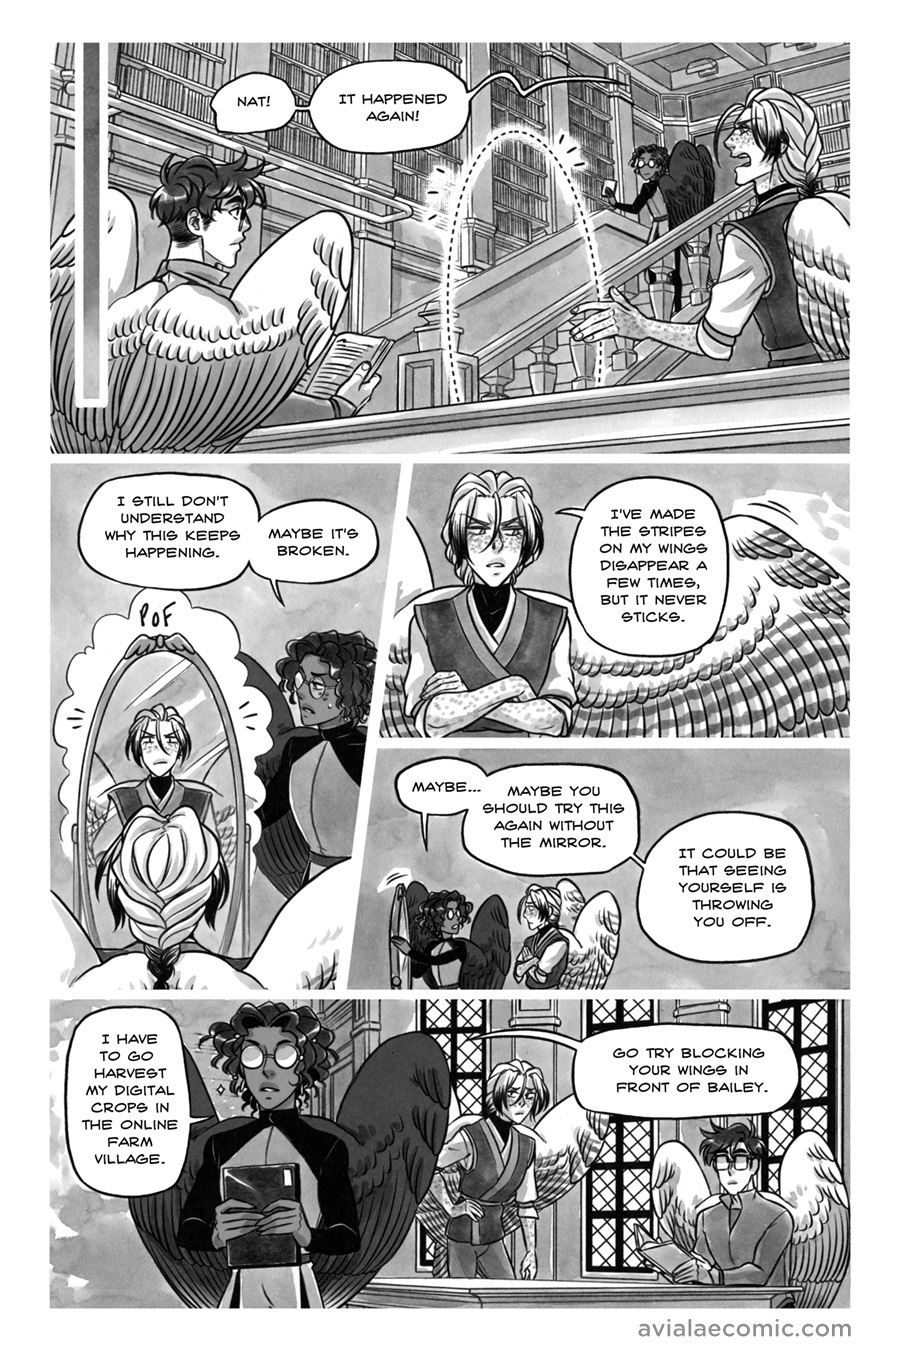 NAT!
IT HAPPENED
AGAIN!
I STILL DON'T
UNDERSTAND
WHY THIS KEEPS
HAPPENING.
MAYBE IT'S
BROKEN.
POF
I'VE MADE
THE STRIPES
ON MY WINGS
DISAPPEAR A
FEW TIMES,
BUT IT NEVER
STICKS.
MAYBE...
MAYBE YOU
SHOULD TRY THIS
AGAIN WITHOUT
THE MIRROR.
IT COULD BE
THAT SEEING
YOURSELF IS
THROWING
YOU OFF.
I HAVE
TO GO
HARVEST
MY DIGITAL
CROPS IN
THE ONLINE
FARM
VILLAGE.
GO TRY BLOCKING
YOUR WINGS IN
FRONT OF BAILEY.
avialaecomic.com